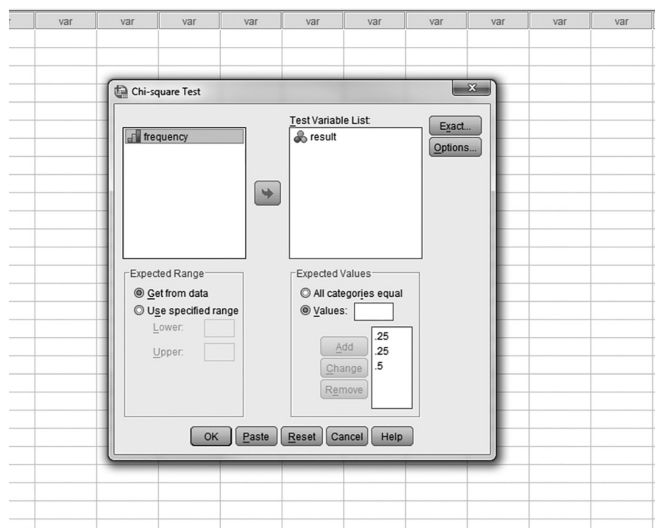 var var var var var var var var var var
Chi-square Test
X
Test Variable List:
frequency
result
Exact...
Options...
Expected Range
Get from data
Use specified range
Lower:
Upper:
Expected Values
All categories equal
Values:
Add
Change
Remove
.25
.25
.5
OK Paste Reset Cancel Help